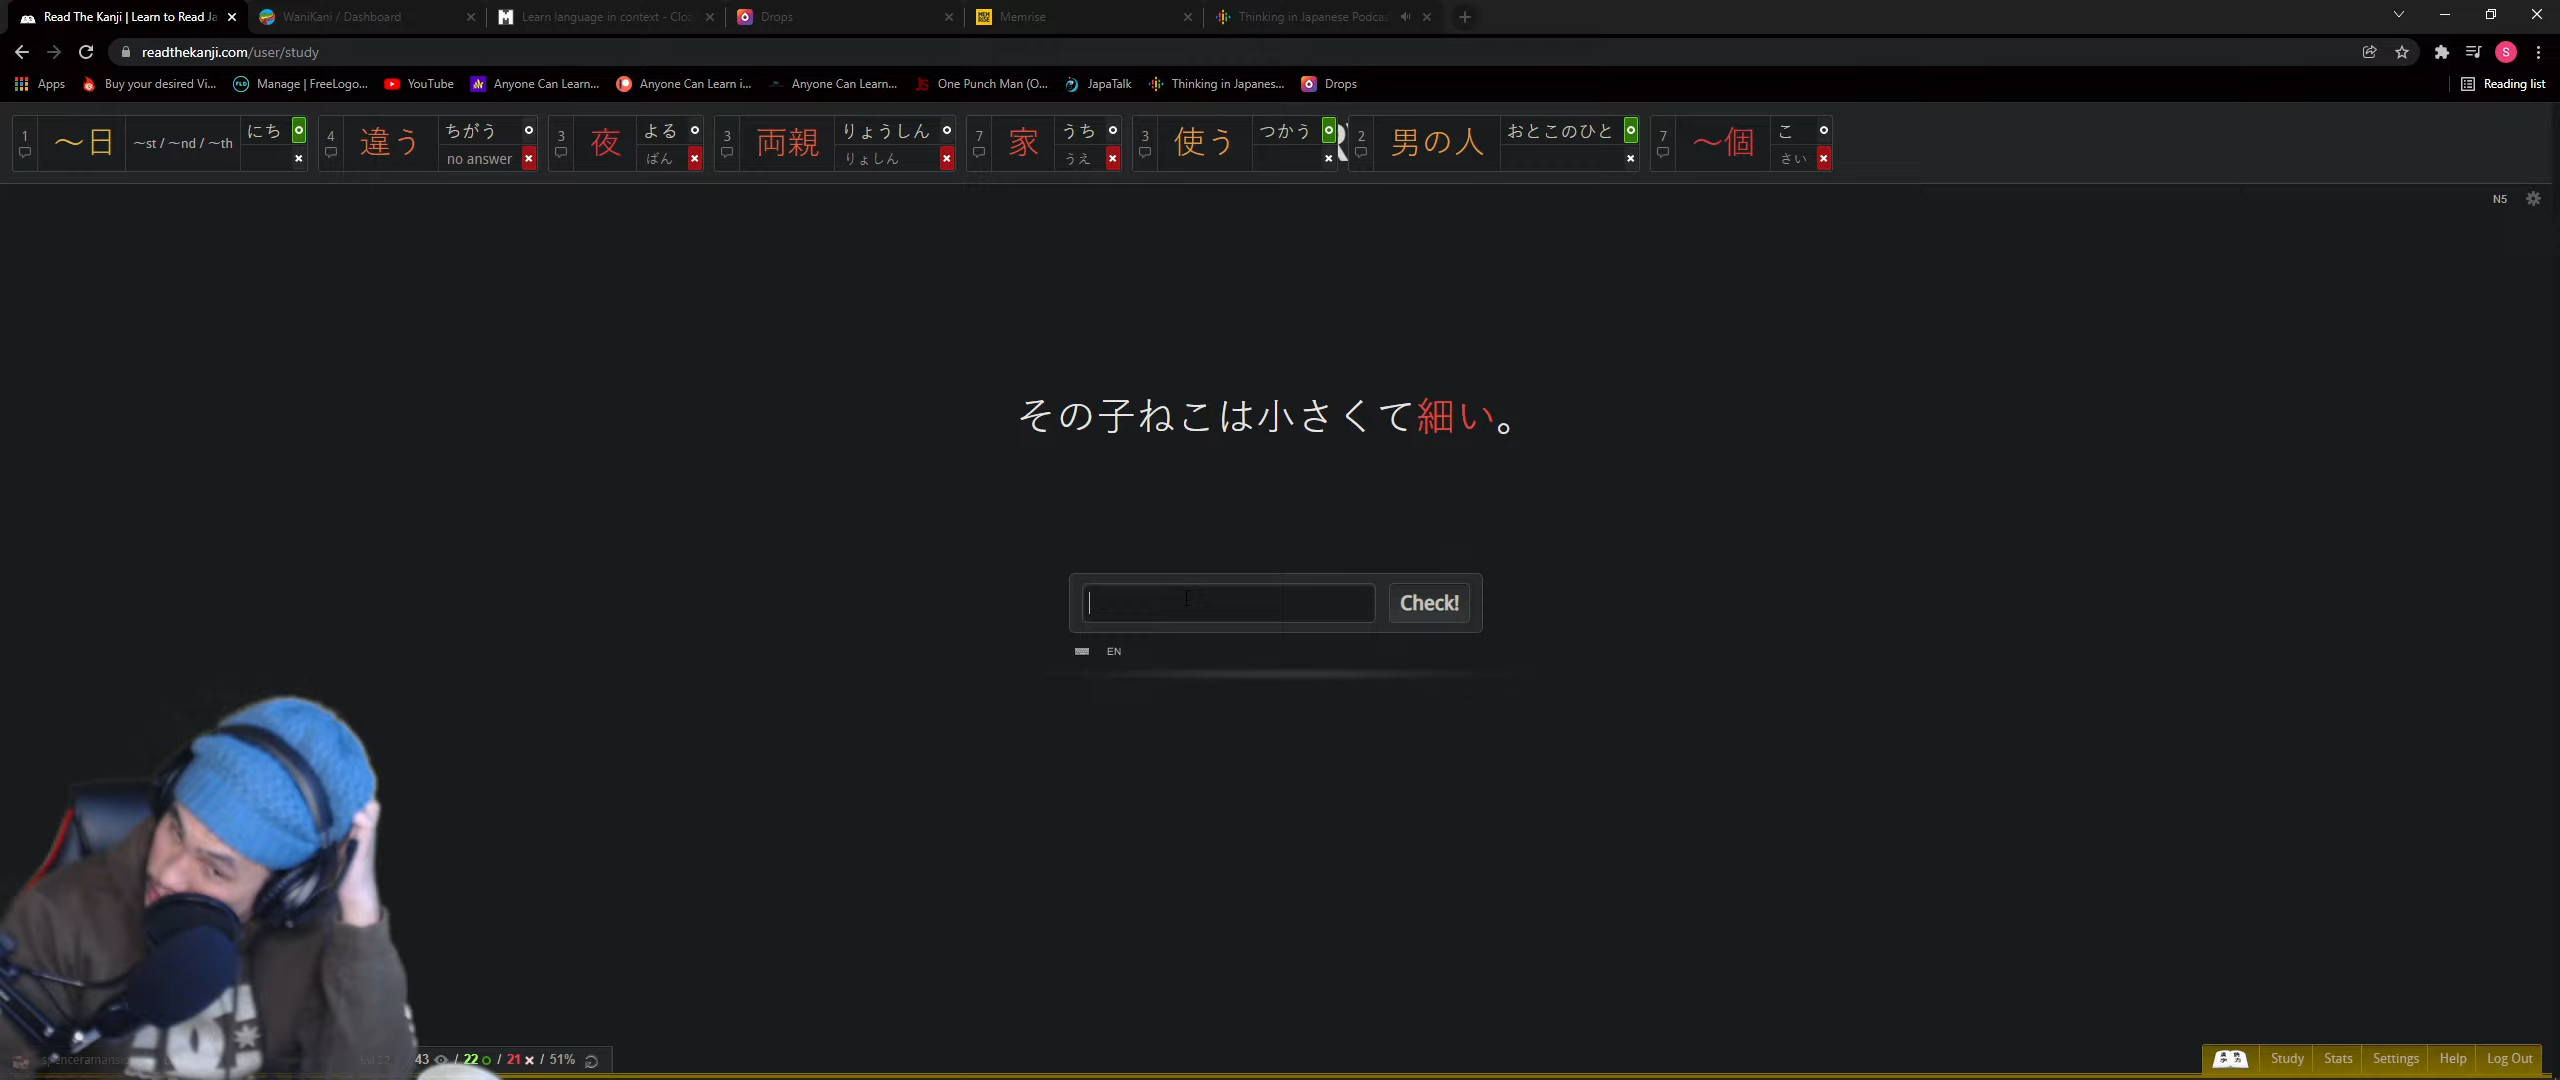 Read The Kanji | Learn to Read Ja
WaniKani / Dashboard
Learn language in context - Cloz
Drops
Memrise
Thinking in Japanese Podcas
readthekanji.com/user/study
Apps
Buy your desired Vi...
Manage | FreeLogo...
YouTube
Anyone Can Learn...
Anyone Can Learn i...
Anyone Can Learn...
One Punch Man (O...
JapaTalk
Thinking in Japanes...
Drops
Reading list
1 〜日 〜st / 〜nd / 〜th にち
4 違う ちがう no answer
3 夜 よる ばん
3 両親 りょうしん りょしん
7 家 うち うえ
3 使う つかう
2 男の人 おとこのひと
7 〜個 こ さい
N5
その子ねこは小さくて細い。
Check!
EN
43 / 22 / 21 / 51%
Study
Stats
Settings
Help
Log Out